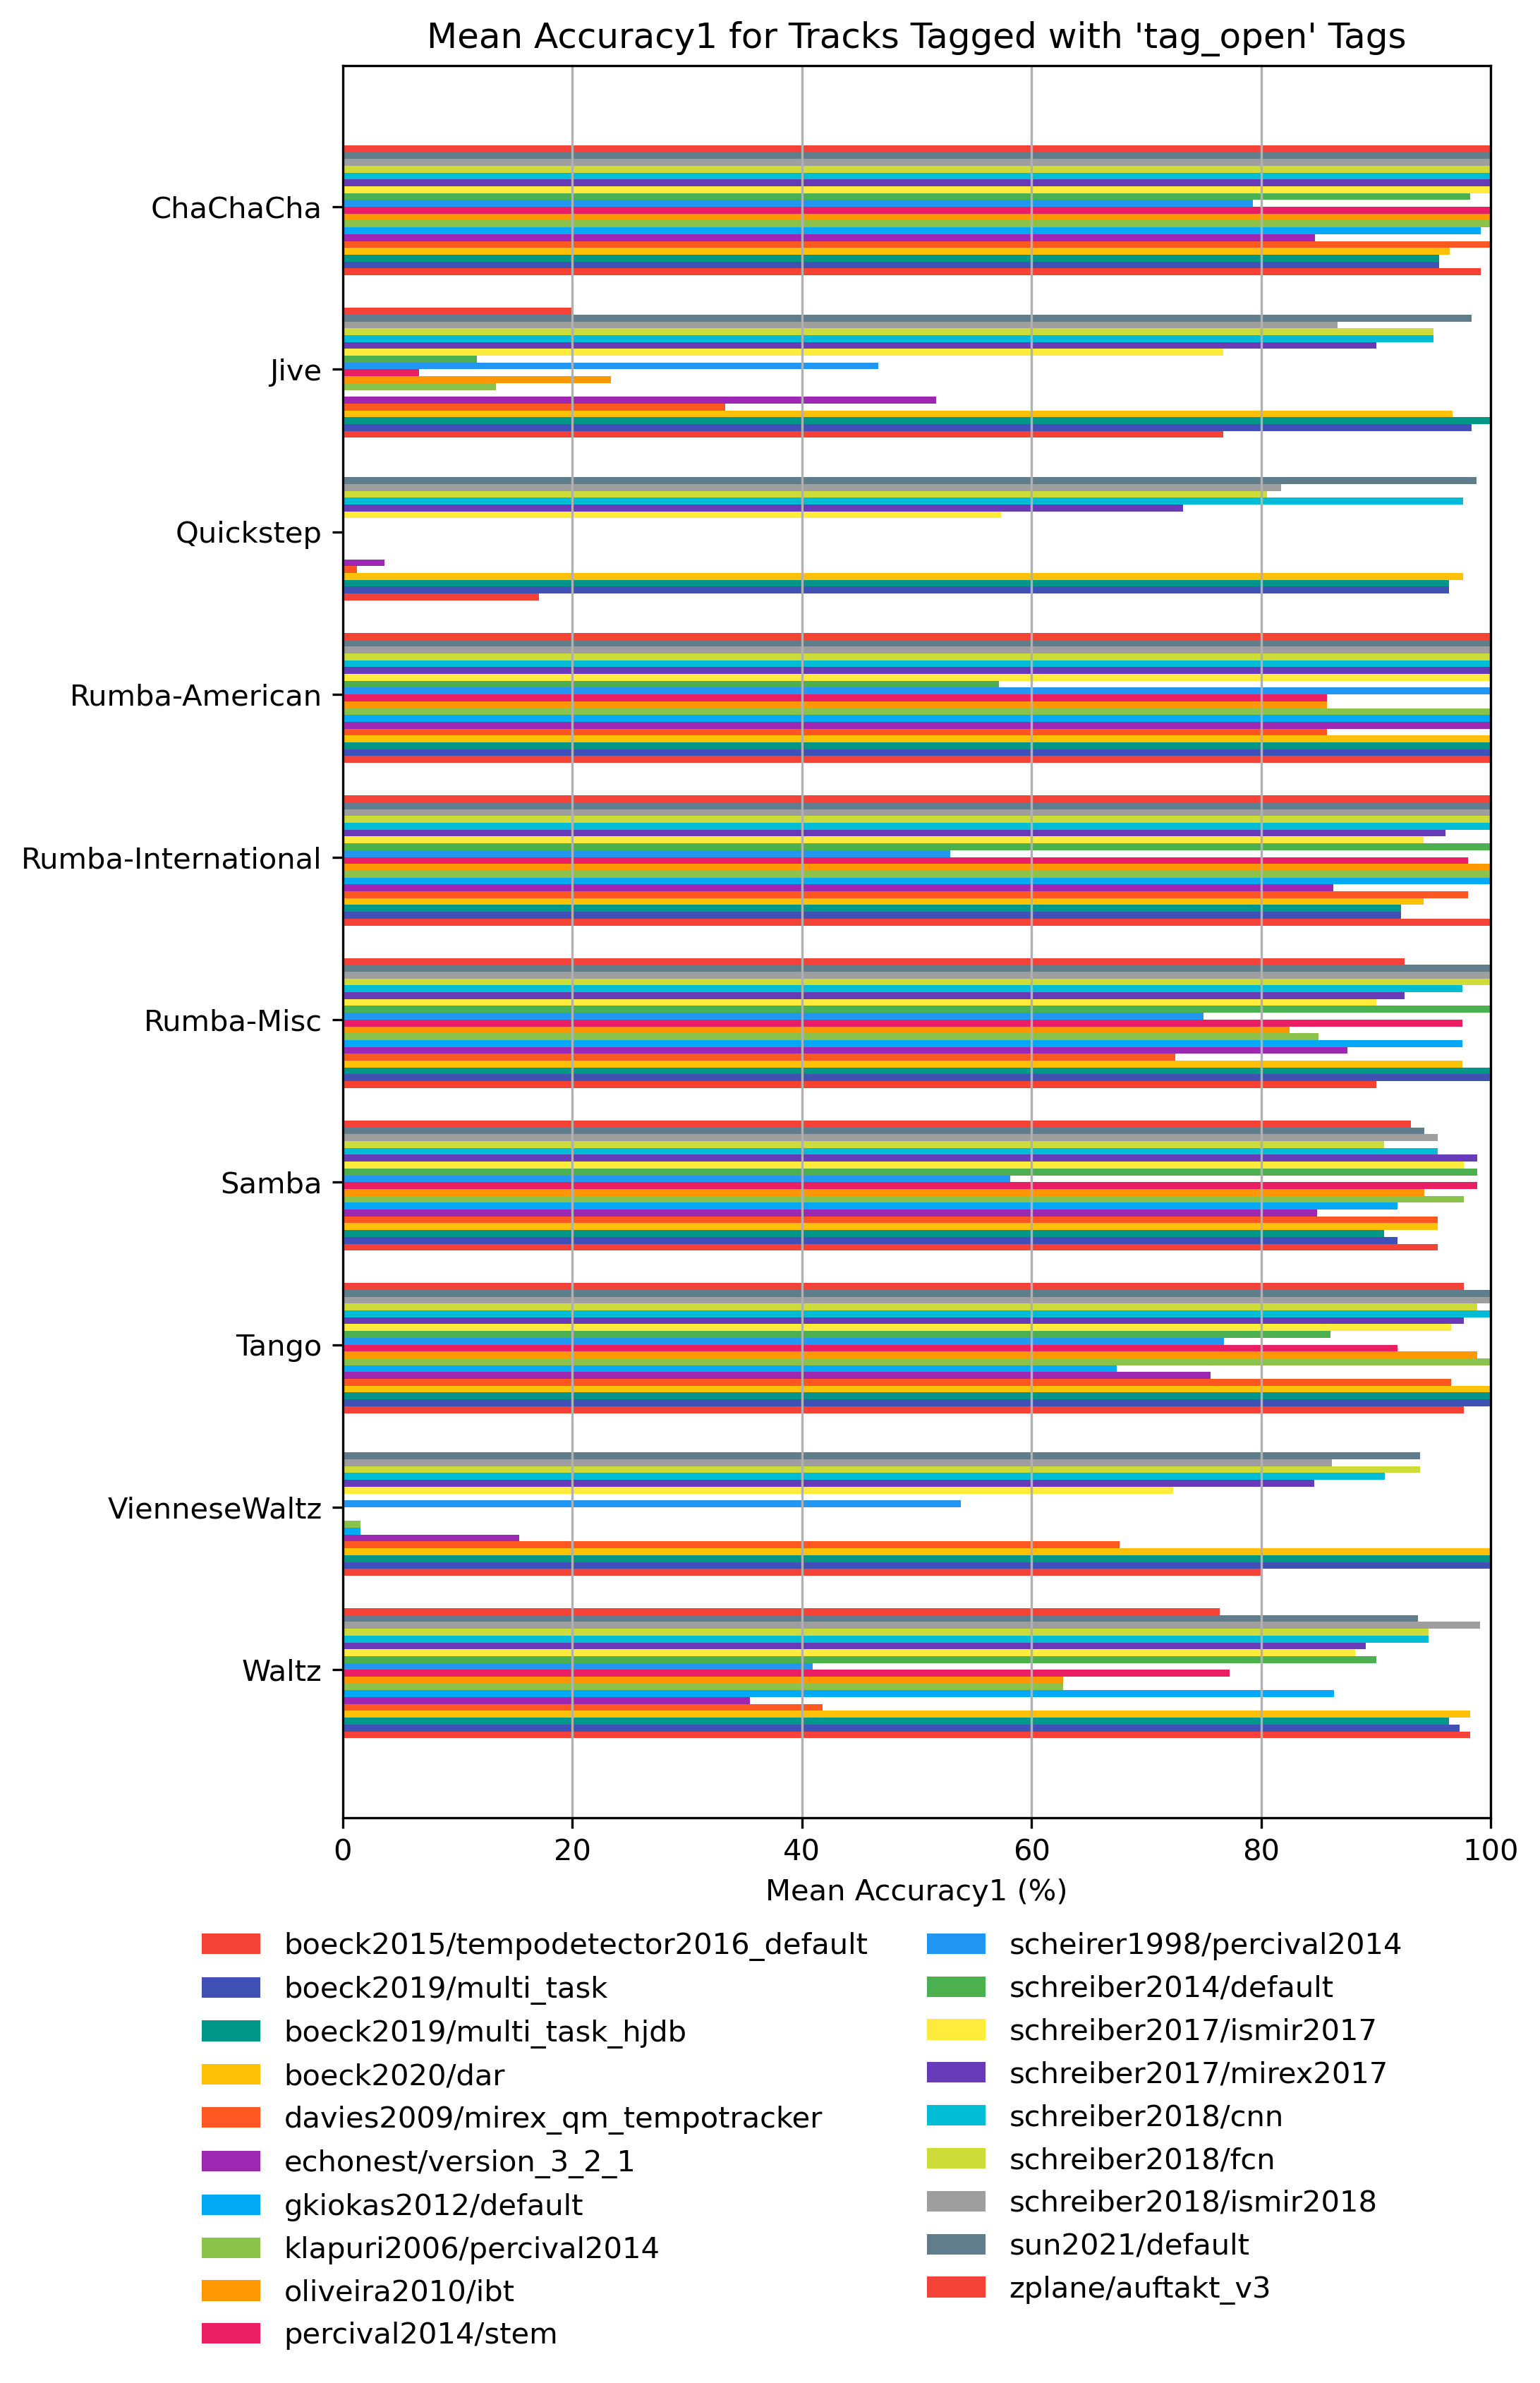 Mean Accuracy1 for Tracks Tagged with 'tag_open' Tags
ChaChaCha
Jive
Quickstep
Rumba-American
Rumba-International
Rumba-Misc
Samba
Tango
VienneseWaltz
Waltz
0 20 40 60 80 100
Mean Accuracy1 (%)
boeck2015/tempodetector2016_default
boeck2019/multi_task
boeck2019/multi_task_hjdb
boeck2020/dar
davies2009/mirex_qm_tempotracker
echonest/version_3_2_1
gkiokas2012/default
klapuri2006/percival2014
oliveira2010/ibt
percival2014/stem
scheirer1998/percival2014
schreiber2014/default
schreiber2017/ismir2017
schreiber2017/mirex2017
schreiber2018/cnn
schreiber2018/fcn
schreiber2018/ismir2018
sun2021/default
zplane/auftakt_v3